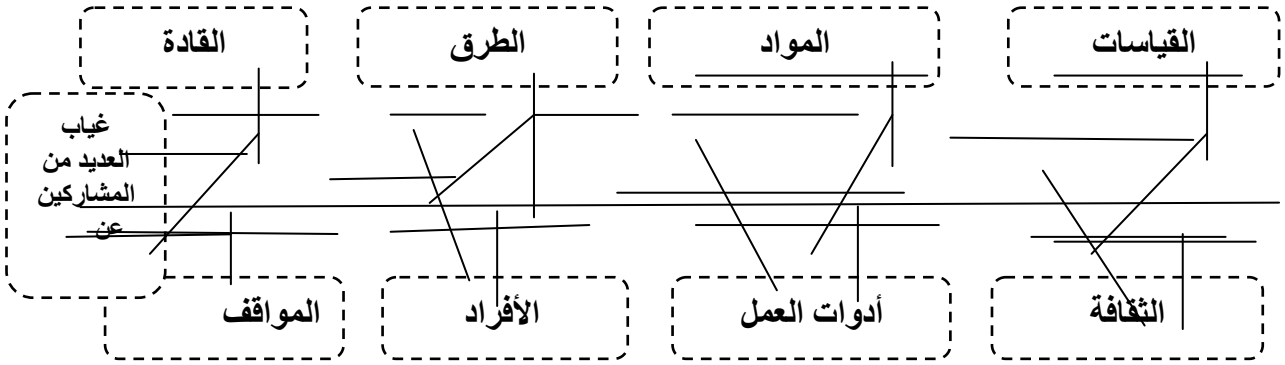 القياسات
المواد
الطرق
القادة
غياب
العديد من
المشاركين
عن
الثقافة
أدوات العمل
الأفراد
المواقف